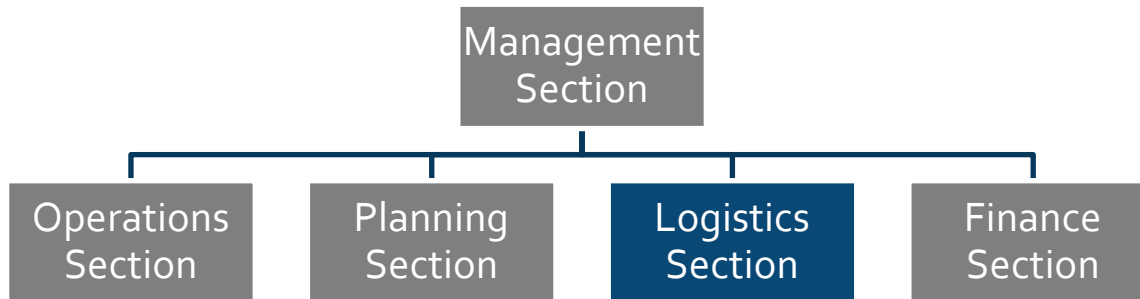 Management
Section
Operations
Section
Planning
Section
Logistics
Section
Finance
Section